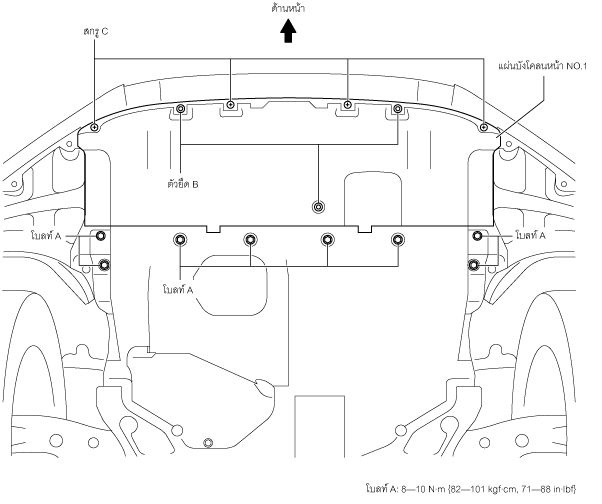 ด้านหน้า
สกรู C
แผ่นบังโคลนหน้า NO.1
ตัวยึด B
โบลท์ A
โบลท์ A
โบลท์ A
โบลท์ A: 8—10 N·m {82—101 kgf·cm, 71—88 in·lbf}